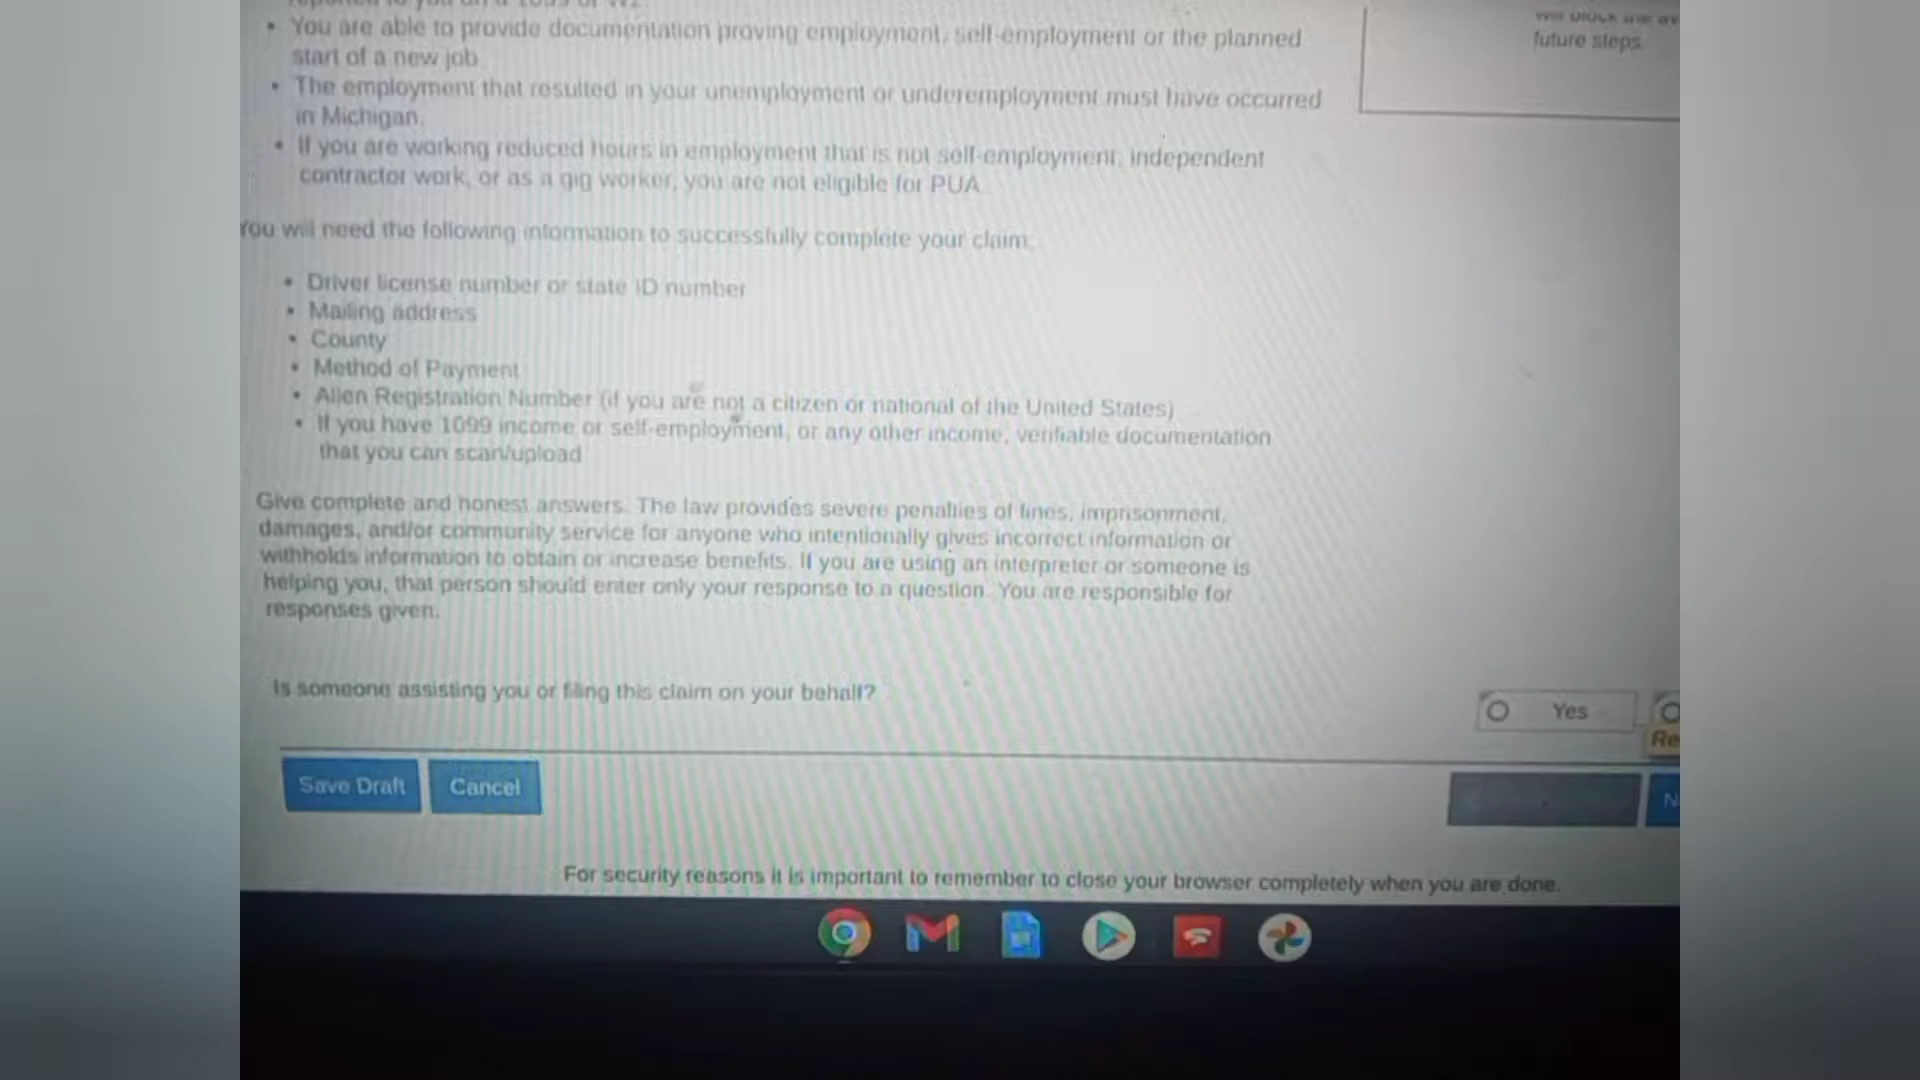 reported to you on a 1099 or W2.
• You are able to provide documentation proving employment, self-employment or the planned
start of a new job
• The employment that resulted in your unemployment or underemployment must have occurred
in Michigan.
• If you are working reduced hours in employment that is not self-employment, independent
contractor work, or as a gig worker, you are not eligible for PUA
future steps.
You will need the following information to successfully complete your claim:
• Driver license number or state ID number
• Mailing address
• County
• Method of Payment
• Alien Registration Number (if you are not a citizen or national of the United States)
• If you have 1099 income or self-employment, or any other income, verifiable documentation
that you can scan/upload
Give complete and honest answers. The law provides severe penalties of fines, imprisonment,
damages, and/or community service for anyone who intentionally gives incorrect information or
withholds information to obtain or increase benefits. If you are using an interpreter or someone is
helping you, that person should enter only your response to a question. You are responsible for
responses given.
Is someone assisting you or filing this claim on your behalf?
Yes
Re
Save Draft
Cancel
N
For security reasons it is important to remember to close your browser completely when you are done.